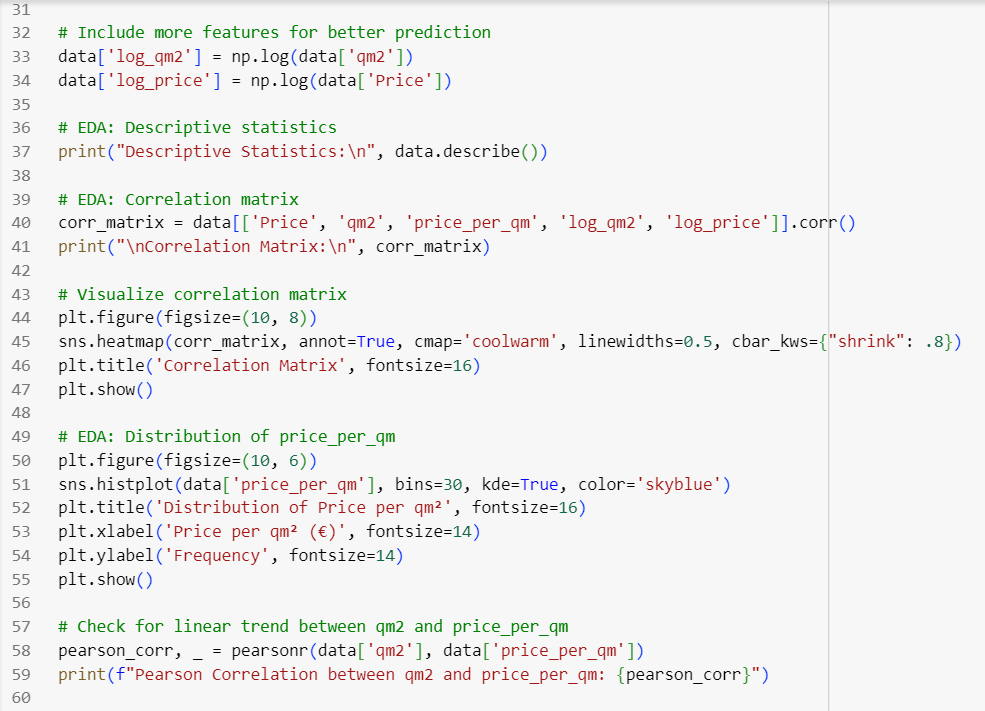 31
32 # Include more features for better prediction
33 data['log_qm2'] = np.log(data['qm2'])
34 data['log_price'] = np.log(data['Price'])
35
36 # EDA: Descriptive statistics
37 print("Descriptive Statistics:\n", data.describe())
38
39 # EDA: Correlation matrix
40 corr_matrix = data[['Price', 'qm2', 'price_per_qm', 'log_qm2', 'log_price']].corr()
41 print("\nCorrelation Matrix:\n", corr_matrix)
42
43 # Visualize correlation matrix
44 plt.figure(figsize=(10, 8))
45 sns.heatmap(corr_matrix, annot=True, cmap='coolwarm', linewidths=0.5, cbar_kws={"shrink": .8})
46 plt.title('Correlation Matrix', fontsize=16)
47 plt.show()
48
49 # EDA: Distribution of price_per_qm
50 plt.figure(figsize=(10, 6))
51 sns.histplot(data['price_per_qm'], bins=30, kde=True, color='skyblue')
52 plt.title('Distribution of Price per qm²', fontsize=16)
53 plt.xlabel('Price per qm² (€)', fontsize=14)
54 plt.ylabel('Frequency', fontsize=14)
55 plt.show()
56
57 # Check for linear trend between qm2 and price_per_qm
58 pearson_corr, _ = pearsonr(data['qm2'], data['price_per_qm'])
59 print(f"Pearson Correlation between qm2 and price_per_qm: {pearson_corr}")
60